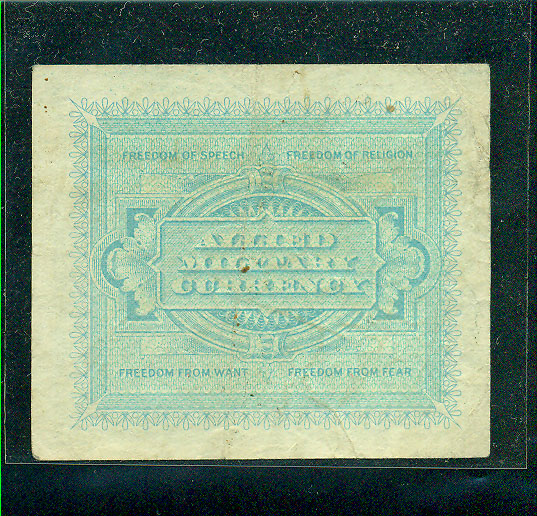 FREEDOM OF SPEECH FREEDOM OF RELIGION
ALLIED
MILITARY
CURRENCY
FREEDOM FROM WANT FREEDOM FROM FEAR